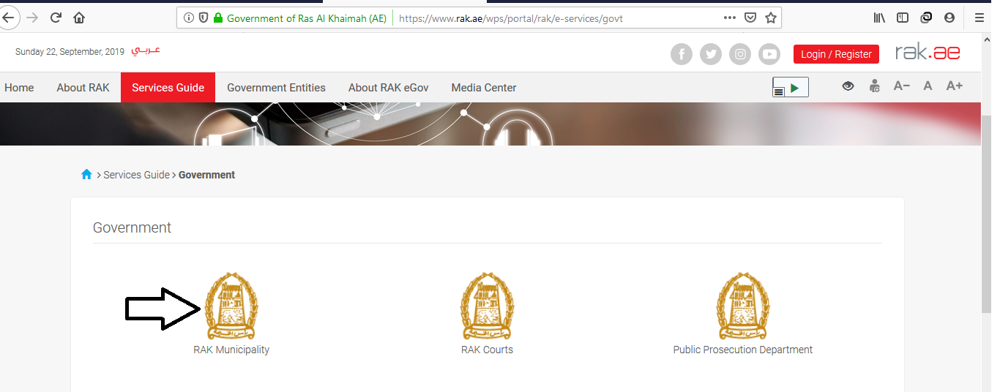 Government of Ras Al Khaimah (AE) https://www.rak.ae/wps/portal/rak/e-services/govt
Sunday 22, September, 2019 عربي Login / Register rak.ae
Home About RAK Services Guide Government Entities About RAK eGov Media Center A− A A+
> Services Guide > Government
Government
RAK Municipality RAK Courts Public Prosecution Department